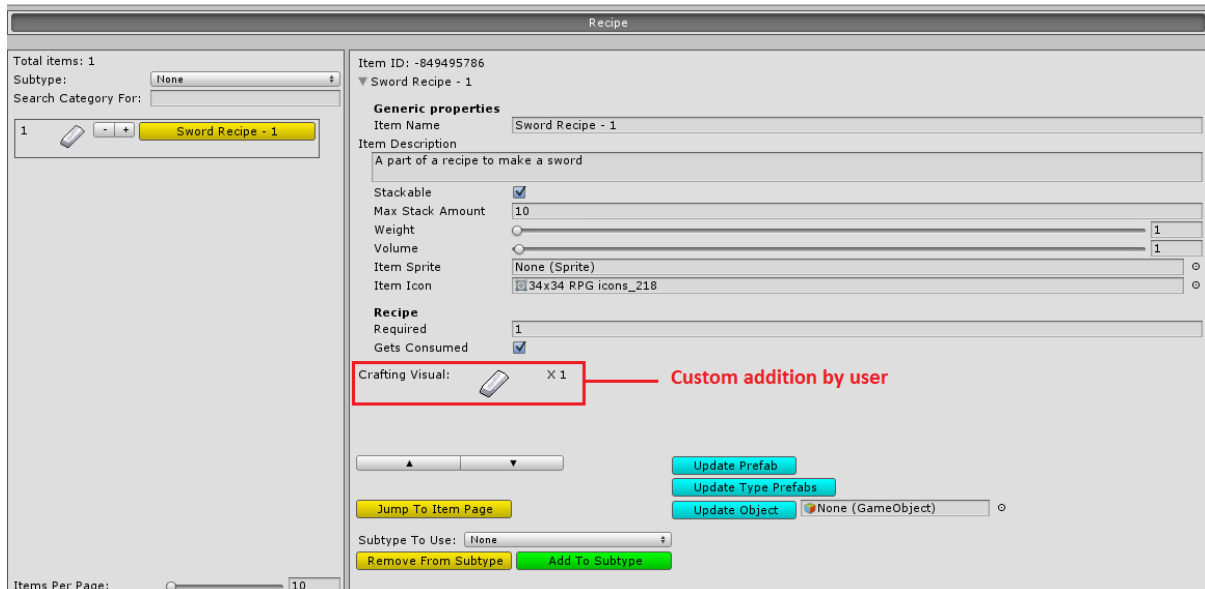 Recipe
Total items: 1
Subtype: None
Search Category For:
1 - + Sword Recipe - 1
Items Per Page: 10
Item ID: -849495786
▼ Sword Recipe - 1
Generic properties
Item Name Sword Recipe - 1
Item Description
A part of a recipe to make a sword
Stackable
Max Stack Amount 10
Weight 1
Volume 1
Item Sprite None (Sprite)
Item Icon 34x34 RPG icons_218
Recipe
Required 1
Gets Consumed
Crafting Visual: X 1 Custom addition by user
▲ ▼ Update Prefab
Update Type Prefabs
Jump To Item Page Update Object None (GameObject)
Subtype To Use: None
Remove From Subtype Add To Subtype